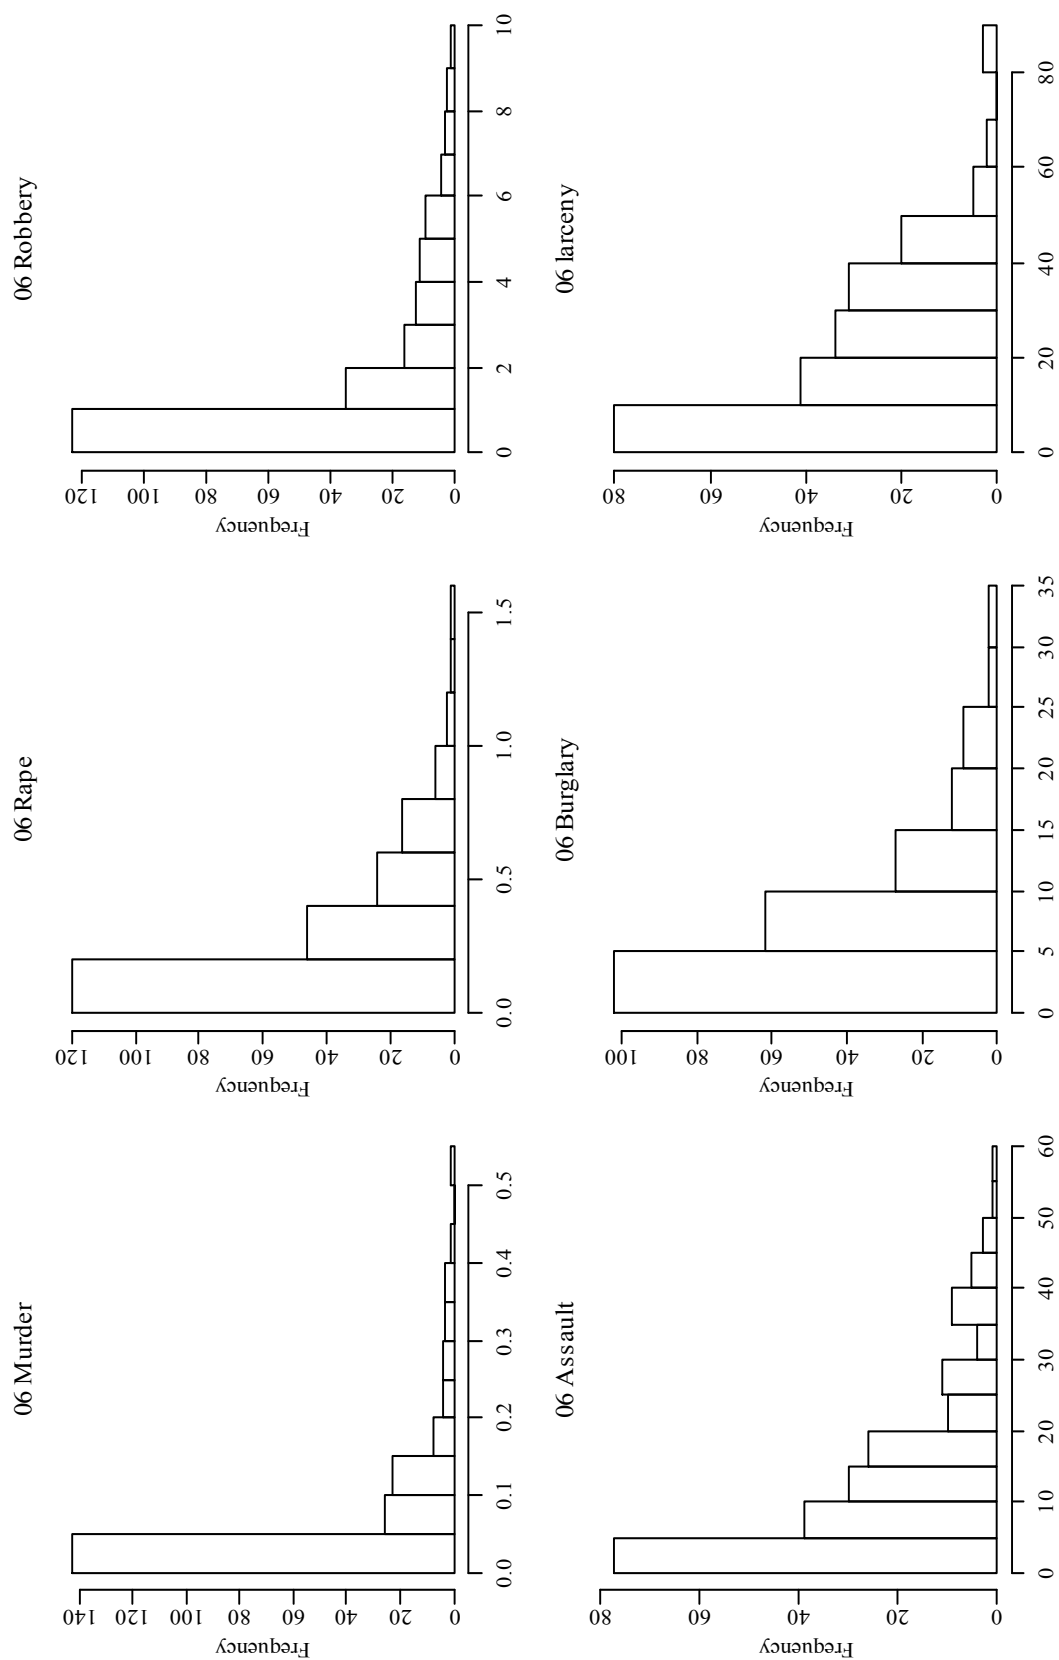 06 Murder
Frequency
0 20 40 60 80 100 120 140
0.0 0.1 0.2 0.3 0.4 0.5
06 Rape
Frequency
0 20 40 60 80 100 120
0.0 0.5 1.0 1.5
06 Robbery
Frequency
0 20 40 60 80 100 120
0 2 4 6 8 10
06 Assault
Frequency
0 20 40 60 80
0 10 20 30 40 50 60
06 Burglary
Frequency
0 20 40 60 80 100
0 5 10 15 20 25 30 35
06 larceny
Frequency
0 20 40 60 80
0 20 40 60 80